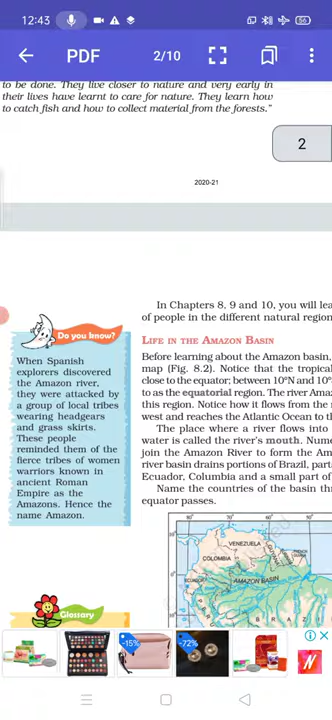 12:43
56
PDF
2/10
to be done. They live closer to nature and very early in
their lives have learnt to care for nature. They learn how
to catch fish and how to collect material from the forests."
2
2020-21
Do you know?
When Spanish
explorers discovered
the Amazon river,
they were attacked by
a group of local tribes
wearing headgears
and grass skirts.
These people
reminded them of the
fierce tribes of women
warriors known in
ancient Roman
Empire as the
Amazons. Hence the
name Amazon.
Glossary
In Chapters 8, 9 and 10, you will lea
of people in the different natural region
LIFE IN THE AMAZON BASIN
Before learning about the Amazon basin,
map (Fig. 8.2). Notice that the tropical
close to the equator; between 10°N and 10°
to as the equatorial region. The river Amaz
this region. Notice how it flows from the
west and reaches the Atlantic Ocean to th
The place where a river flows into
water is called the river's mouth. Nume
join the Amazon River to form the Am
river basin drains portions of Brazil, part
Ecuador, Columbia and a small part of
Name the countries of the basin thr
equator passes.
VENEZUELA
COLOMBIA
ECUADOR
AMAZON BASIN
BRAZIL
-15%
-72%